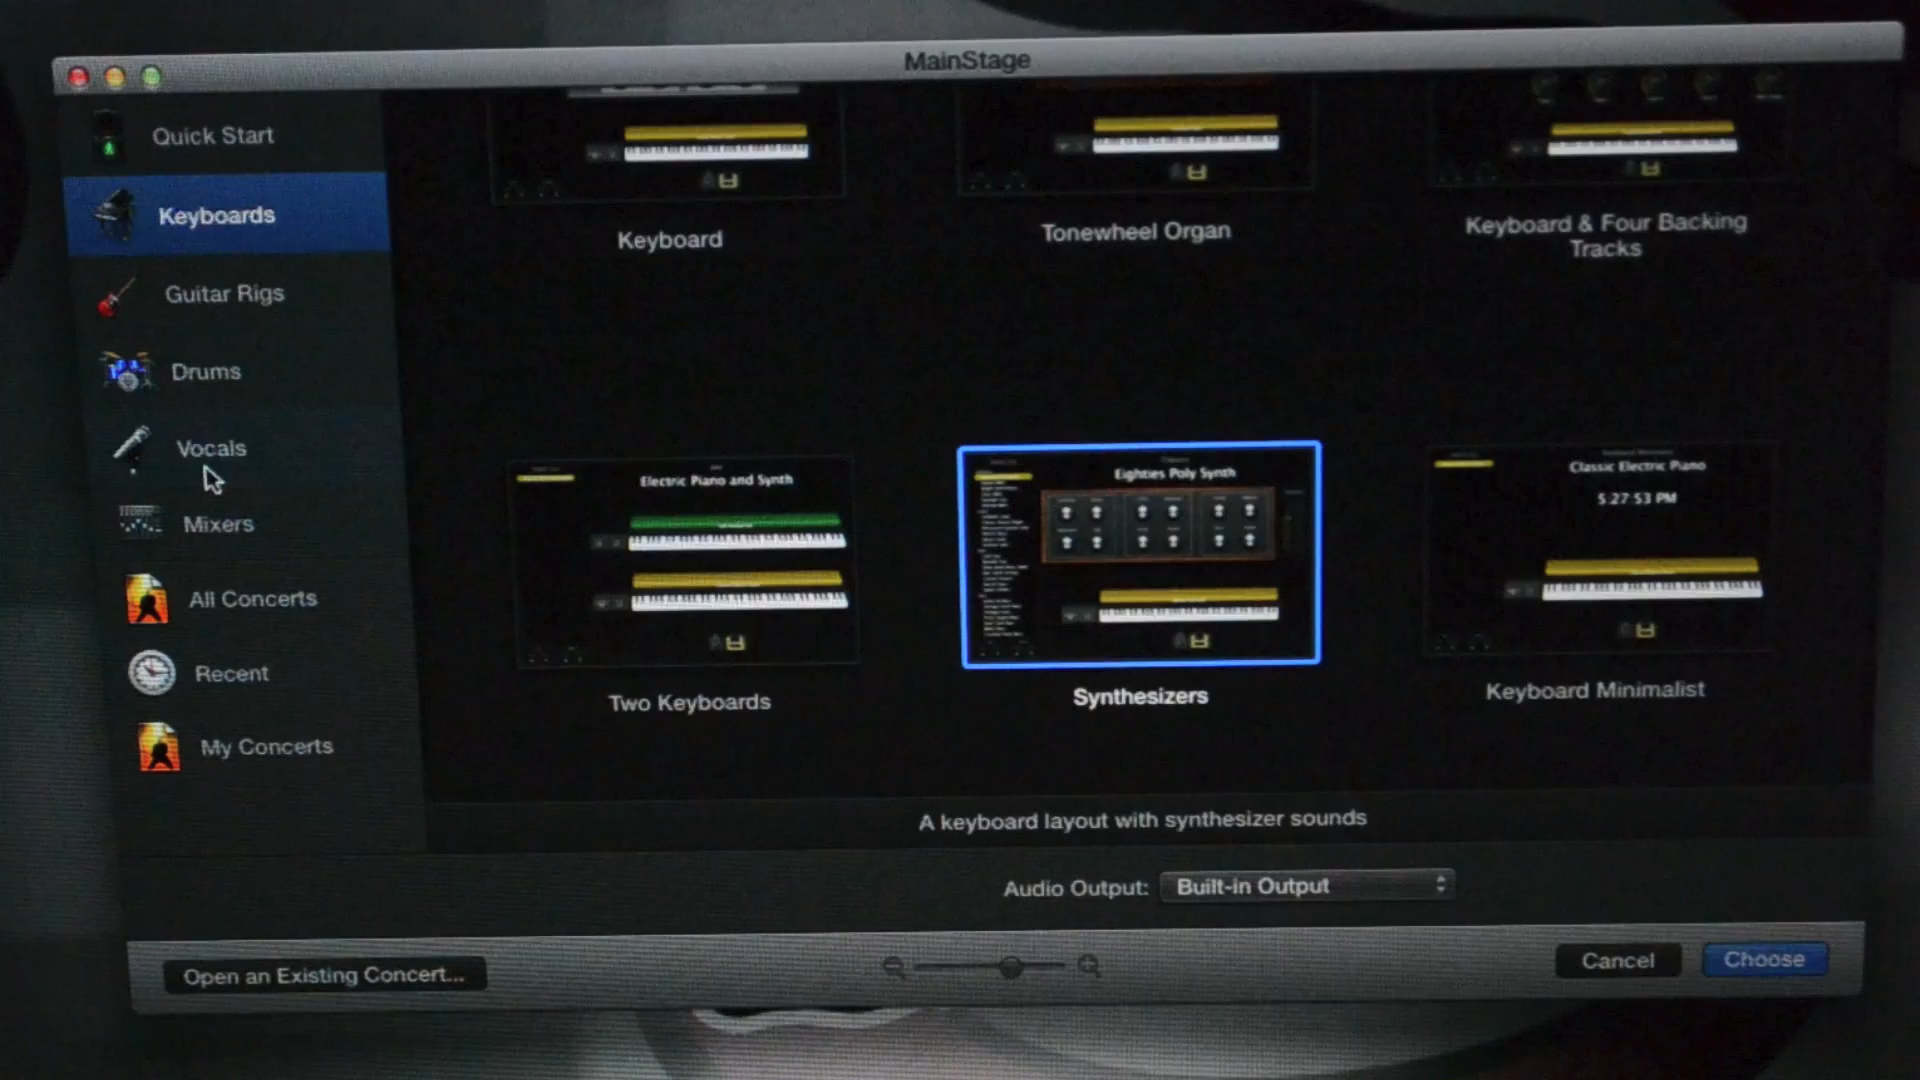 MainStage
Quick Start
Keyboards
Guitar Rigs
Drums
Vocals
Mixers
All Concerts
Recent
My Concerts
Keyboard
Tonewheel Organ
Keyboard & Four Backing
Tracks
Electric Piano and Synth
Two Keyboards
Eighties Poly Synth
Synthesizers
Classic Electric Piano
5:27:53 PM
Keyboard Minimalist
A keyboard layout with synthesizer sounds
Audio Output: Built-in Output
Open an Existing Concert...
Cancel
Choose